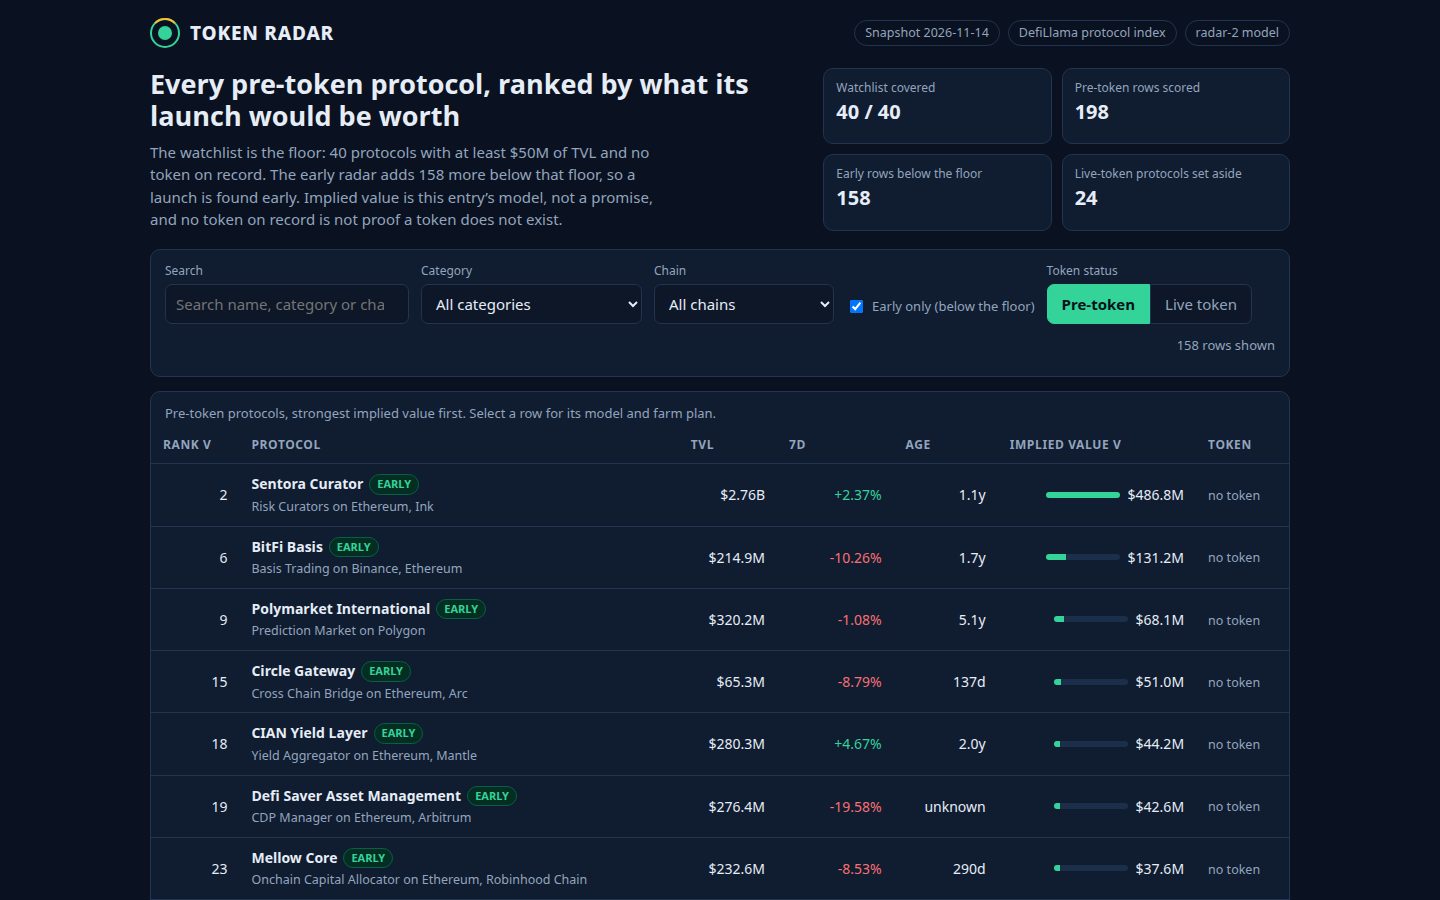 TOKEN RADAR
Snapshot 2026-11-14
DefiLlama protocol index
radar-2 model
Every pre-token protocol, ranked by what its
launch would be worth
The watchlist is the floor: 40 protocols with at least $50M of TVL and no
token on record. The early radar adds 158 more below that floor, so a
launch is found early. Implied value is this entry’s model, not a promise,
and no token on record is not proof a token does not exist.
Watchlist covered
40 / 40
Pre-token rows scored
198
Early rows below the floor
158
Live-token protocols set aside
24
Search
Category
Chain
Token status
Search name, category or cha
All categories
All chains
Early only (below the floor)
Pre-token
Live token
158 rows shown
Pre-token protocols, strongest implied value first. Select a row for its model and farm plan.
RANK V PROTOCOL TVL 7D AGE IMPLIED VALUE V TOKEN
2 Sentora Curator EARLY $2.76B +2.37% 1.1y $486.8M no token
Risk Curators on Ethereum, Ink
6 BitFi Basis EARLY $214.9M -10.26% 1.7y $131.2M no token
Basis Trading on Binance, Ethereum
9 Polymarket International EARLY $320.2M -1.08% 5.1y $68.1M no token
Prediction Market on Polygon
15 Circle Gateway EARLY $65.3M -8.79% 137d $51.0M no token
Cross Chain Bridge on Ethereum, Arc
18 CIAN Yield Layer EARLY $280.3M +4.67% 2.0y $44.2M no token
Yield Aggregator on Ethereum, Mantle
19 Defi Saver Asset Management EARLY $276.4M -19.58% unknown $42.6M no token
CDP Manager on Ethereum, Arbitrum
23 Mellow Core EARLY $232.6M -8.53% 290d $37.6M no token
Onchain Capital Allocator on Ethereum, Robinhood Chain